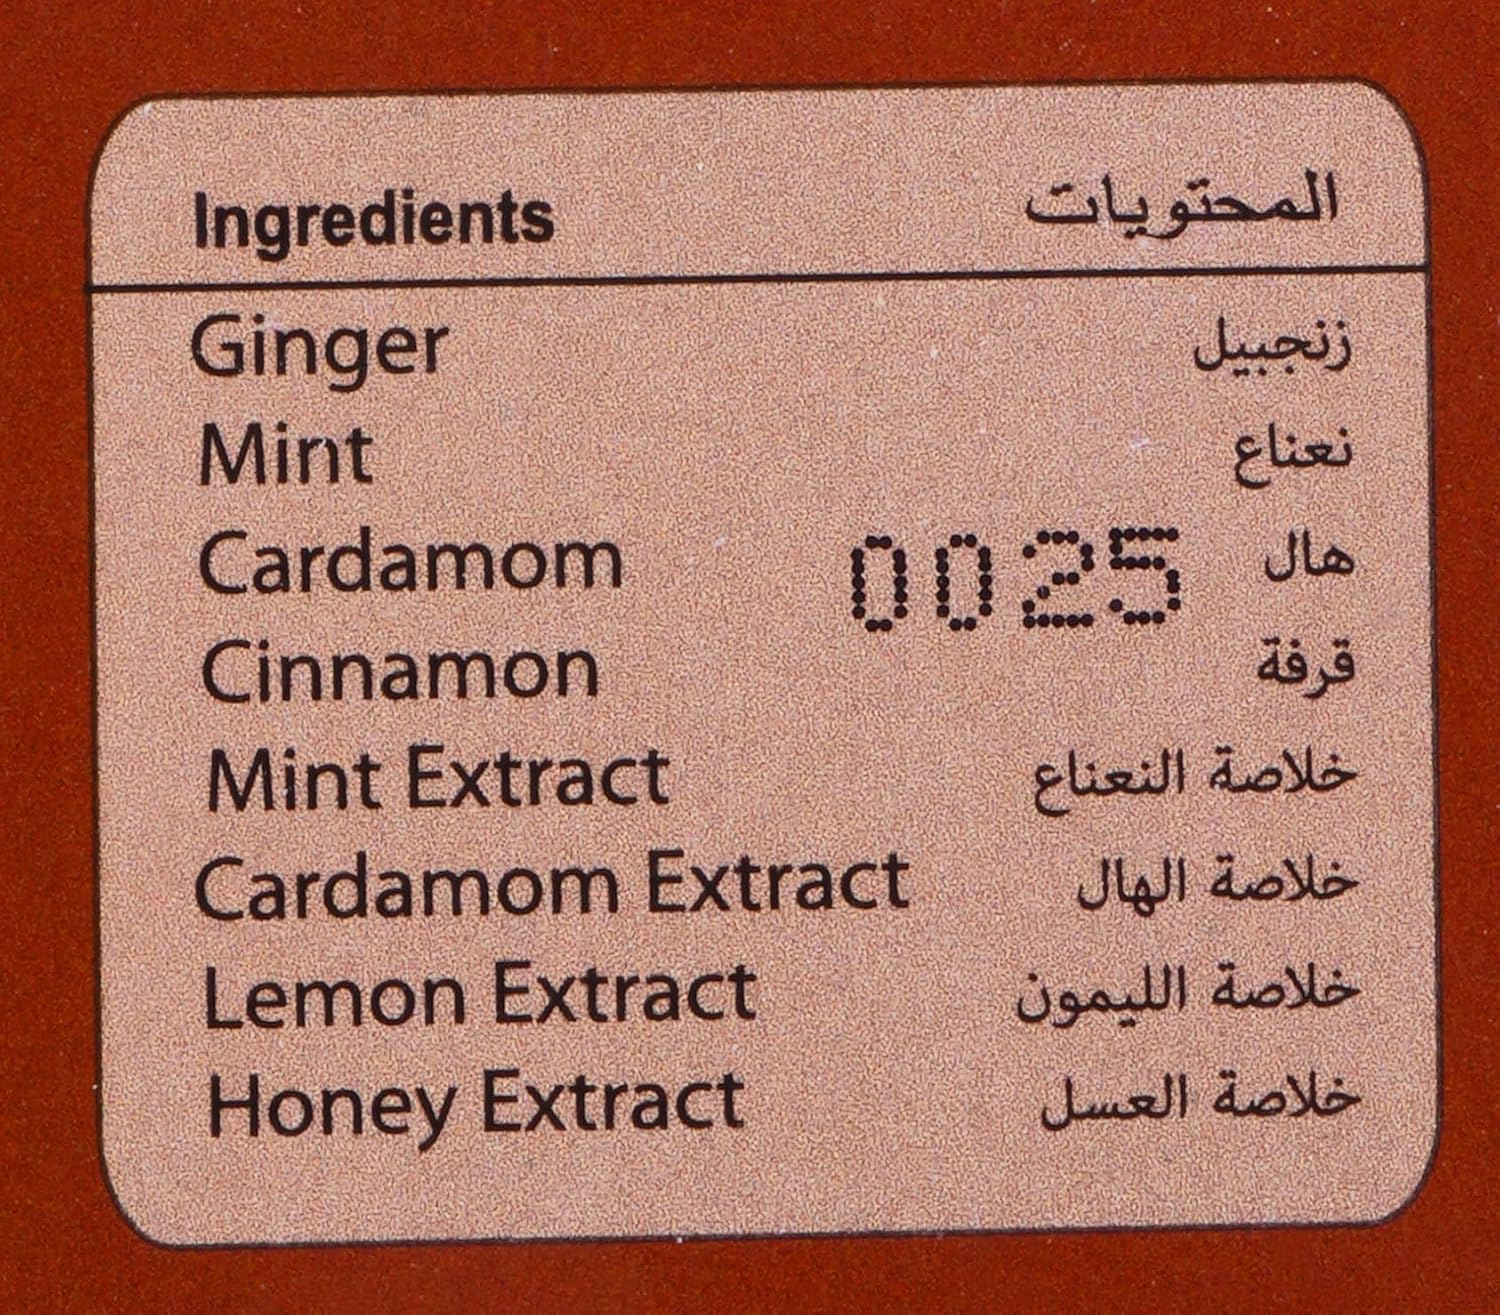 Ingredients المحتويات
Ginger زنجبيل
Mint نعناع
Cardamom 0025 هال
Cinnamon قرفة
Mint Extract خلاصة النعناع
Cardamom Extract خلاصة الهال
Lemon Extract خلاصة الليمون
Honey Extract خلاصة العسل